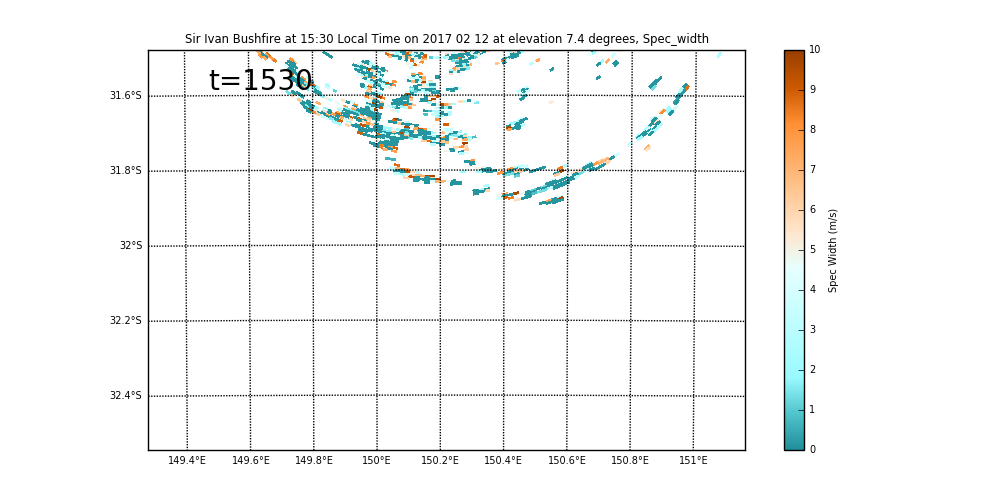 Sir Ivan Bushfire at 15:30 Local Time on 2017 02 12 at elevation 7.4 degrees, Spec_width
t=1530
31.6°S
31.8°S
32°S
32.2°S
32.4°S
149.4°E 149.6°E 149.8°E 150°E 150.2°E 150.4°E 150.6°E 150.8°E 151°E
10
9
8
7
6
5
4
3
2
1
0
Spec Width (m/s)